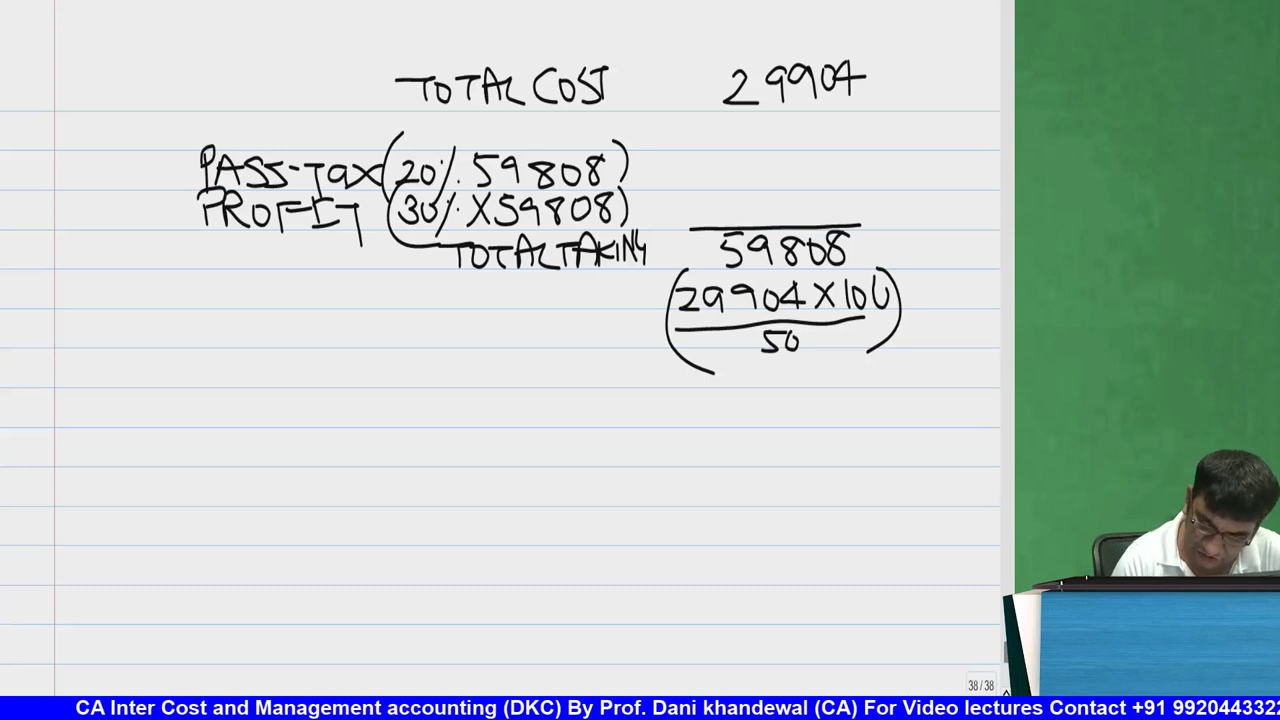 TOTAL COST 29904
PASS-Tax (20% 59808)
PROFIT (30% X 59808)
TOTAL TAKING 59808
(29904 X 100
50)
38 / 38
CA Inter Cost and Management accounting (DKC) By Prof. Dani khandewal (CA) For Video lectures Contact +91 9920443322